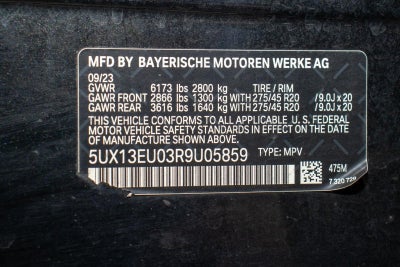 MFD BY BAYERISCHE MOTOREN WERKE AG
09/23
GVWR 6173 lbs 2800 kg TIRE / RIM
GAWR FRONT 2866 lbs 1300 kg WITH 275/45 R20 /9.0J x 20
GAWR REAR 3616 lbs 1640 kg WITH 275/45 R20 /9.0J x 20
THIS VEHICLE CONFORMS TO ALL APPLICABLE U.S. FEDERAL
MOTOR VEHICLE SAFETY STANDARDS IN EFFECT ON THE DATE
OF MANUFACTURE SHOWN ABOVE.
5UX13EU03R9U05859 TYPE: MPV
475M
7 320 729